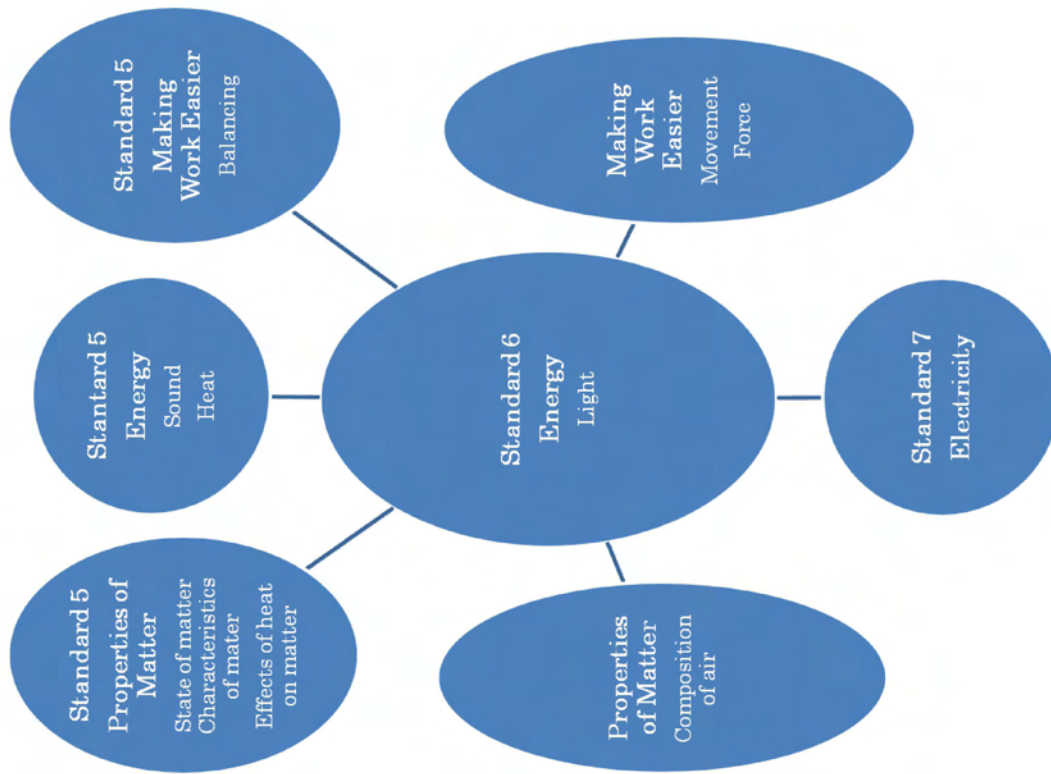 Standard 5
Properties of
Matter
State of matter
Characteristics
of mater
Effects of heat
on matter
Stantard 5
Energy
Sound
Heat
Standard 5
Making
Work Easier
Balancing
Standard 6
Energy
Light
Properties
of Matter
Composition
of air
Making
Work
Easier
Movement
Force
Standard 7
Electricity